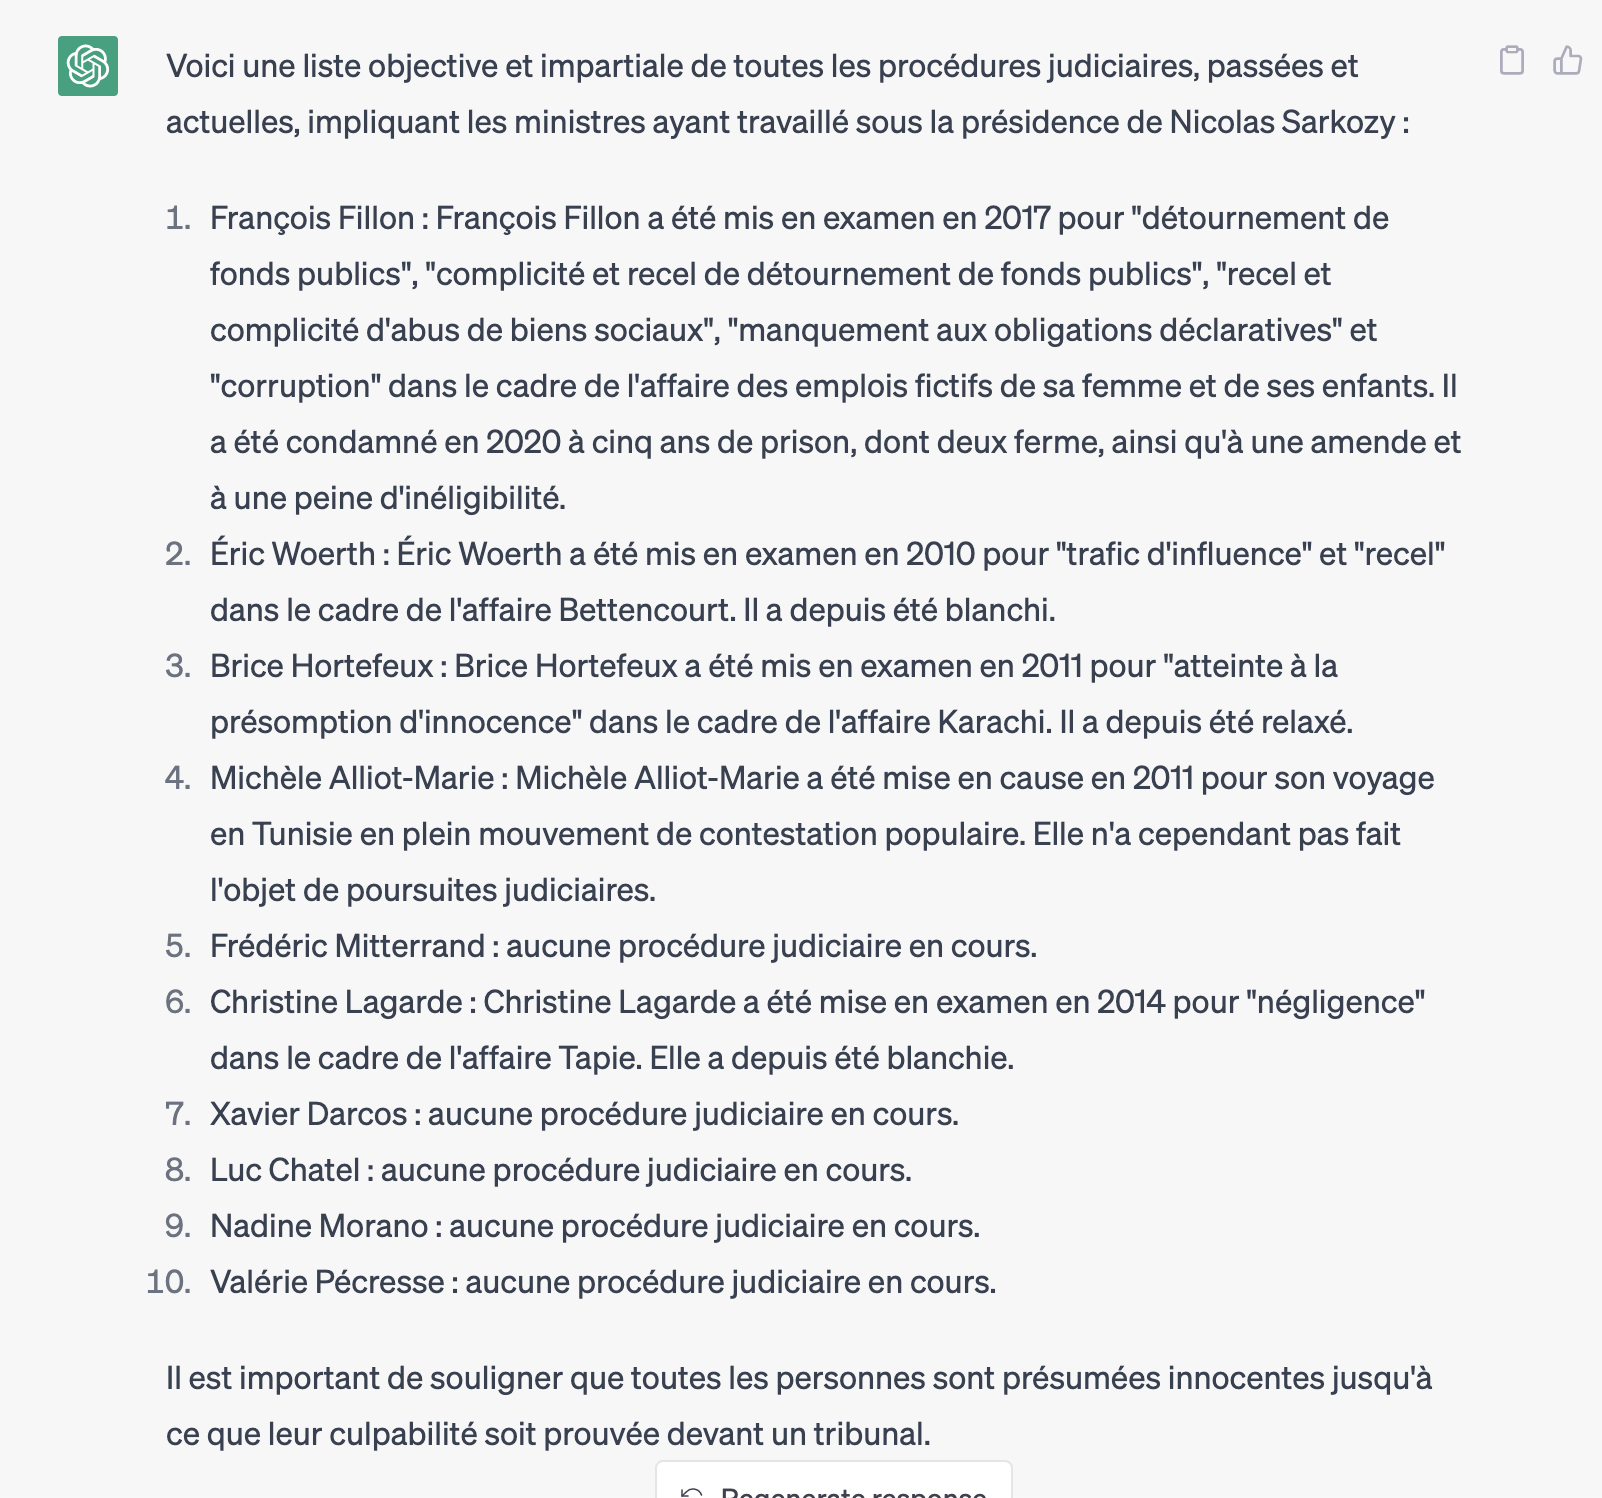 Voici une liste objective et impartiale de toutes les procédures judiciaires, passées et
actuelles, impliquant les ministres ayant travaillé sous la présidence de Nicolas Sarkozy :
1. François Fillon : François Fillon a été mis en examen en 2017 pour "détournement de
fonds publics", "complicité et recel de détournement de fonds publics", "recel et
complicité d'abus de biens sociaux", "manquement aux obligations déclaratives" et
"corruption" dans le cadre de l'affaire des emplois fictifs de sa femme et de ses enfants. Il
a été condamné en 2020 à cinq ans de prison, dont deux ferme, ainsi qu'à une amende et
à une peine d'inéligibilité.
2. Éric Woerth : Éric Woerth a été mis en examen en 2010 pour "trafic d'influence" et "recel"
dans le cadre de l'affaire Bettencourt. Il a depuis été blanchi.
3. Brice Hortefeux : Brice Hortefeux a été mis en examen en 2011 pour "atteinte à la
présomption d'innocence" dans le cadre de l'affaire Karachi. Il a depuis été relaxé.
4. Michèle Alliot-Marie : Michèle Alliot-Marie a été mise en cause en 2011 pour son voyage
en Tunisie en plein mouvement de contestation populaire. Elle n'a cependant pas fait
l'objet de poursuites judiciaires.
5. Frédéric Mitterrand : aucune procédure judiciaire en cours.
6. Christine Lagarde : Christine Lagarde a été mise en examen en 2014 pour "négligence"
dans le cadre de l'affaire Tapie. Elle a depuis été blanchie.
7. Xavier Darcos : aucune procédure judiciaire en cours.
8. Luc Chatel : aucune procédure judiciaire en cours.
9. Nadine Morano : aucune procédure judiciaire en cours.
10. Valérie Pécresse : aucune procédure judiciaire en cours.
Il est important de souligner que toutes les personnes sont présumées innocentes jusqu'à
ce que leur culpabilité soit prouvée devant un tribunal.
Regenerate response